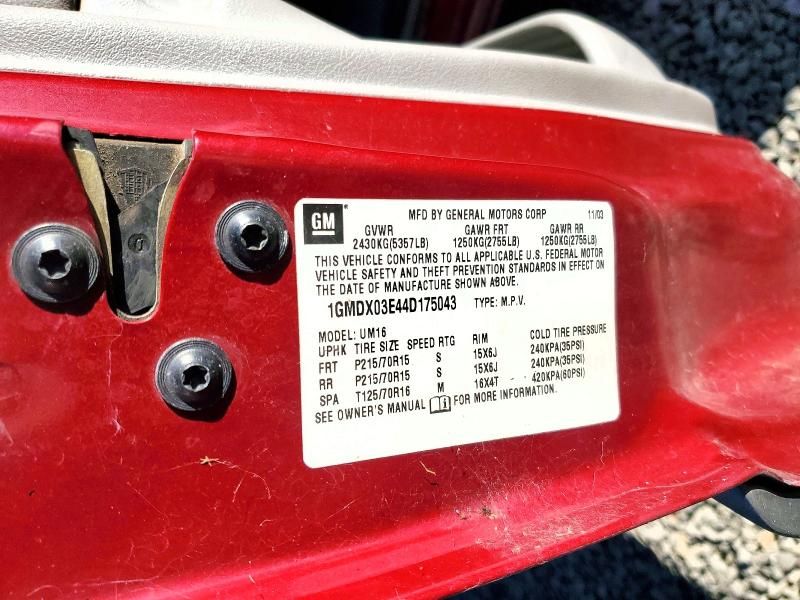 GM MFD BY GENERAL MOTORS CORP 11/03
GVWR GAWR FRT GAWR RR
2430KG(5357LB) 1250KG(2755LB) 1250KG(2755LB)
THIS VEHICLE CONFORMS TO ALL APPLICABLE U.S. FEDERAL MOTOR
VEHICLE SAFETY AND THEFT PREVENTION STANDARDS IN EFFECT ON
THE DATE OF MANUFACTURE SHOWN ABOVE.
1GMDX03E44D175043 TYPE: M.P.V.
MODEL: UM16
UPHK TIRE SIZE SPEED RTG RIM COLD TIRE PRESSURE
FRT P215/70R15 S 15X6J 240KPA(35PSI)
RR P215/70R15 S 15X6J 240KPA(35PSI)
SPA T125/70R16 M 16X4T 420KPA(60PSI)
SEE OWNER'S MANUAL FOR MORE INFORMATION.